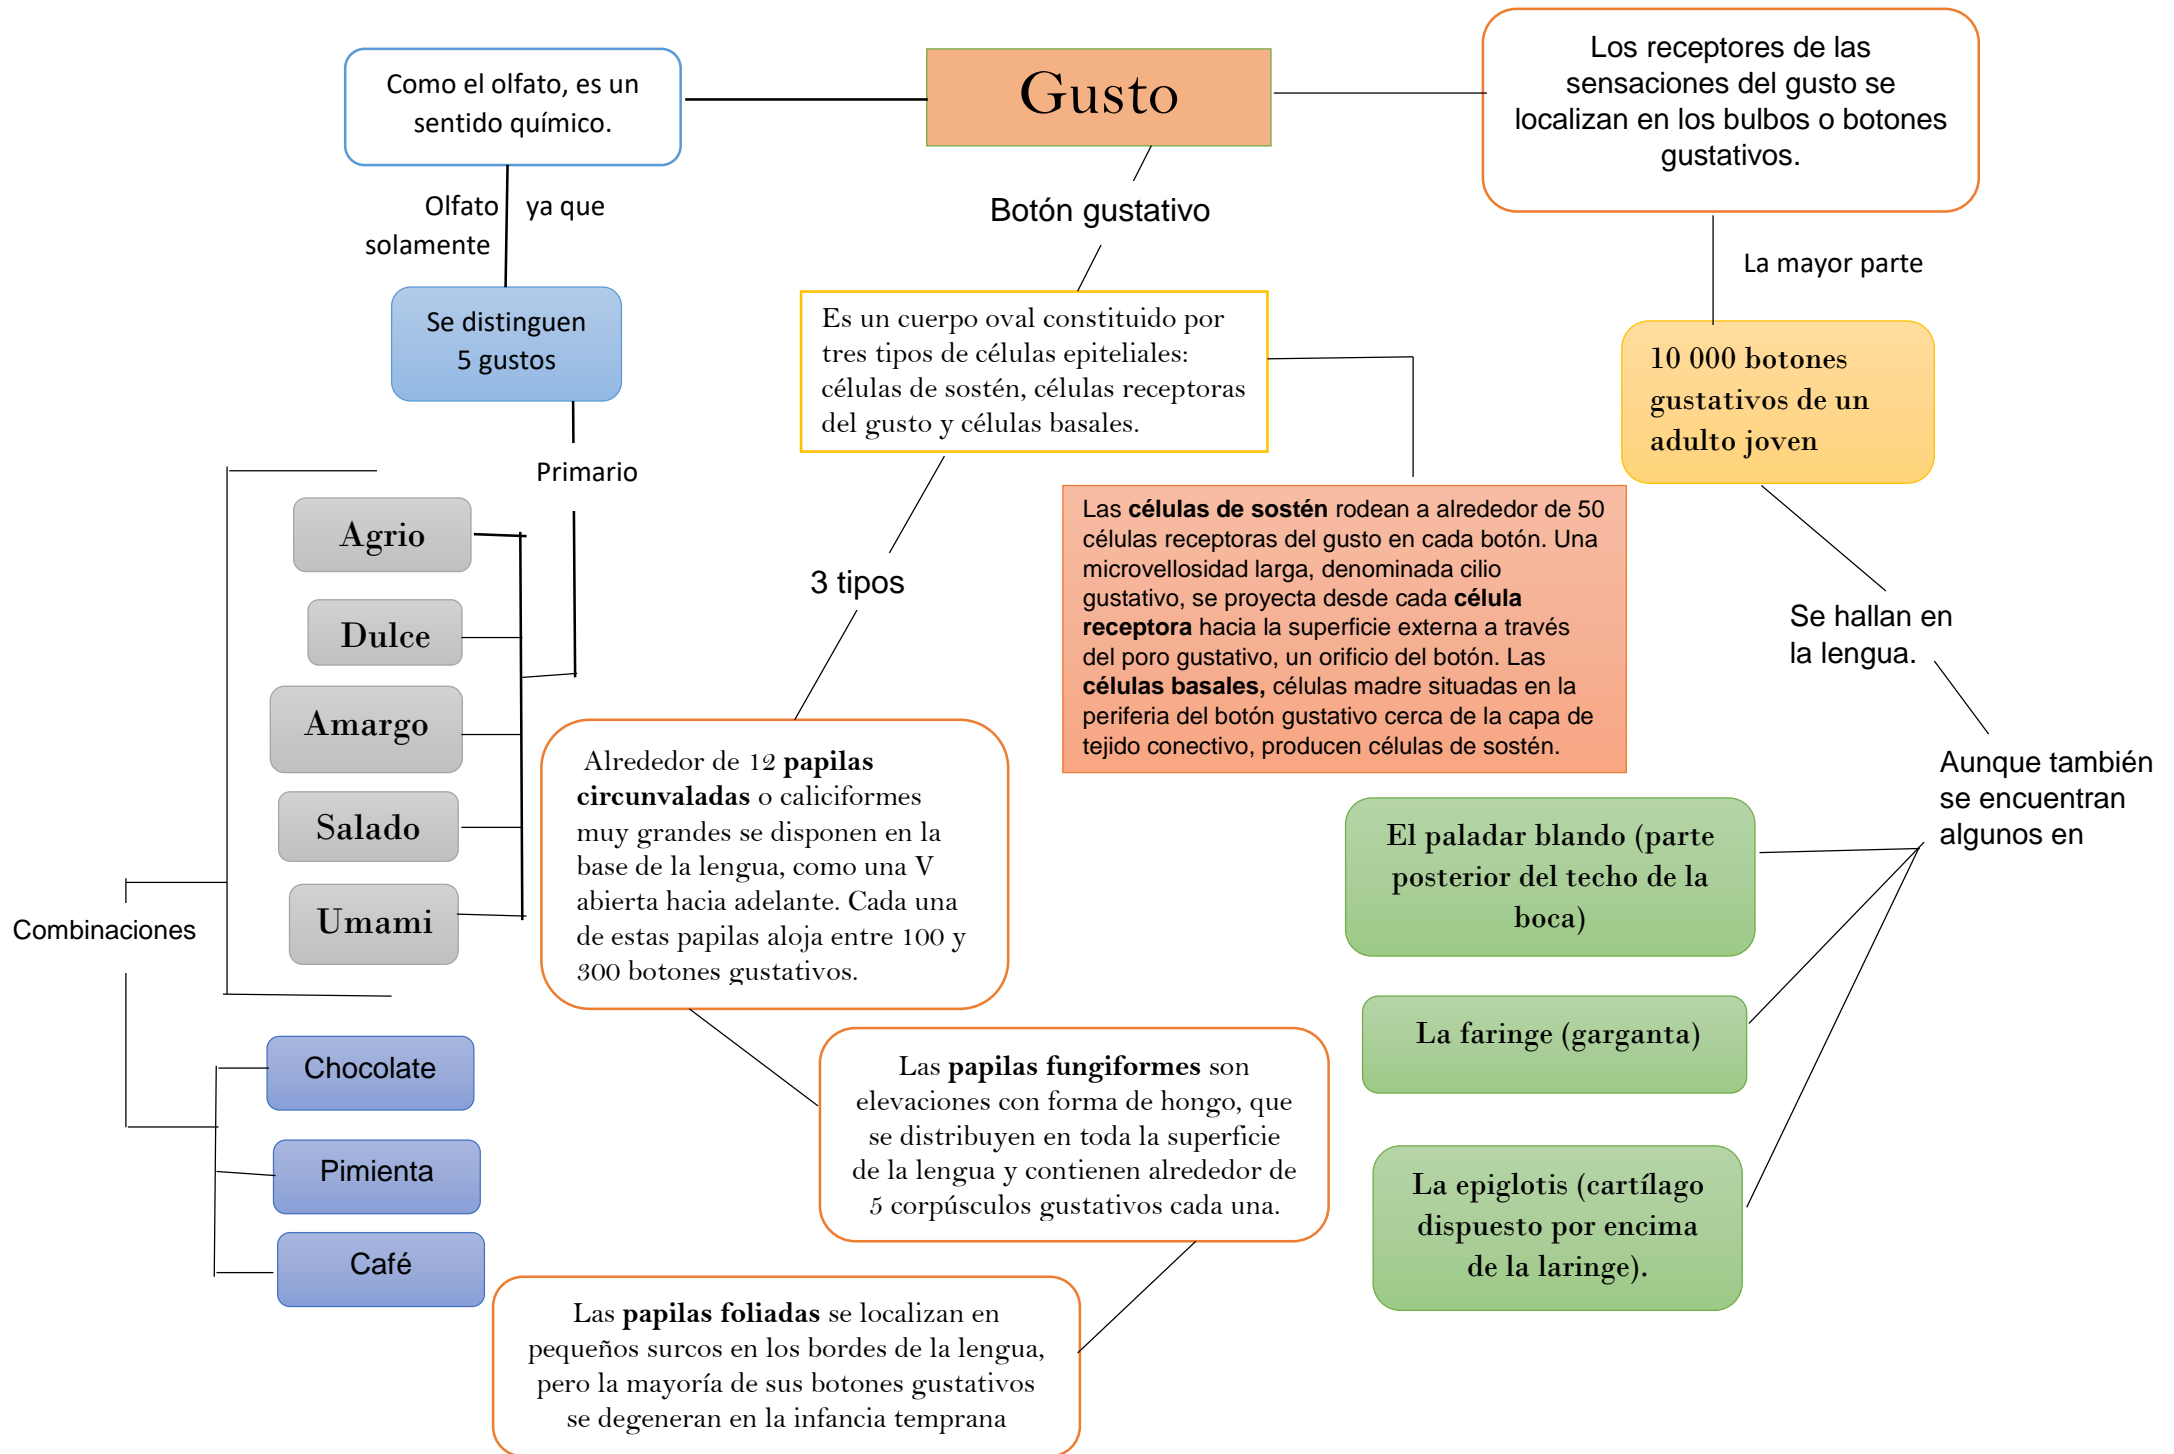 Gusto
Como el olfato, es un
sentido químico.
Olfato ya que
solamente
Se distinguen
5 gustos
Primario
Agrio
Dulce
Amargo
Salado
Umami
Combinaciones
Chocolate
Pimienta
Café
Botón gustativo
Es un cuerpo oval constituido por
tres tipos de células epiteliales:
células de sostén, células receptoras
del gusto y células basales.
Las células de sostén rodean a alrededor de 50
células receptoras del gusto en cada botón. Una
microvellosidad larga, denominada cilio
gustativo, se proyecta desde cada célula
receptora hacia la superficie externa a través
del poro gustativo, un orificio del botón. Las
células basales, células madre situadas en la
periferia del botón gustativo cerca de la capa de
tejido conectivo, producen células de sostén.
3 tipos
Alrededor de 12 papilas
circunvaladas o caliciformes
muy grandes se disponen en la
base de la lengua, como una V
abierta hacia adelante. Cada una
de estas papilas aloja entre 100 y
300 botones gustativos.
Las papilas fungiformes son
elevaciones con forma de hongo, que
se distribuyen en toda la superficie
de la lengua y contienen alrededor de
5 corpúsculos gustativos cada una.
Las papilas foliadas se localizan en
pequeños surcos en los bordes de la lengua,
pero la mayoría de sus botones gustativos
se degeneran en la infancia temprana
Los receptores de las
sensaciones del gusto se
localizan en los bulbos o botones
gustativos.
La mayor parte
10 000 botones
gustativos de un
adulto joven
Se hallan en
la lengua.
Aunque también
se encuentran
algunos en
El paladar blando (parte
posterior del techo de la
boca)
La faringe (garganta)
La epiglotis (cartílago
dispuesto por encima
de la laringe).